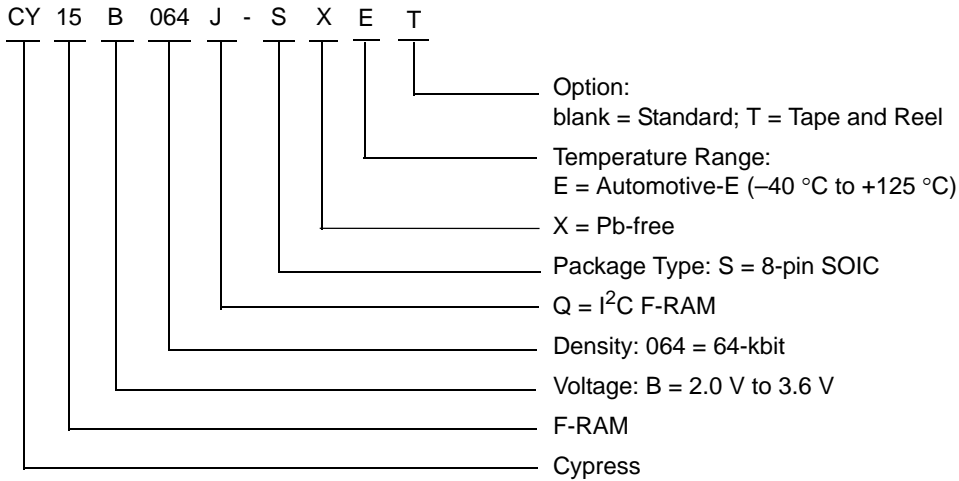 CY 15 B 064 J - S X E T
Option:
blank = Standard; T = Tape and Reel
Temperature Range:
E = Automotive-E (–40 °C to +125 °C)
X = Pb-free
Package Type: S = 8-pin SOIC
Q = I²C F-RAM
Density: 064 = 64-kbit
Voltage: B = 2.0 V to 3.6 V
F-RAM
Cypress